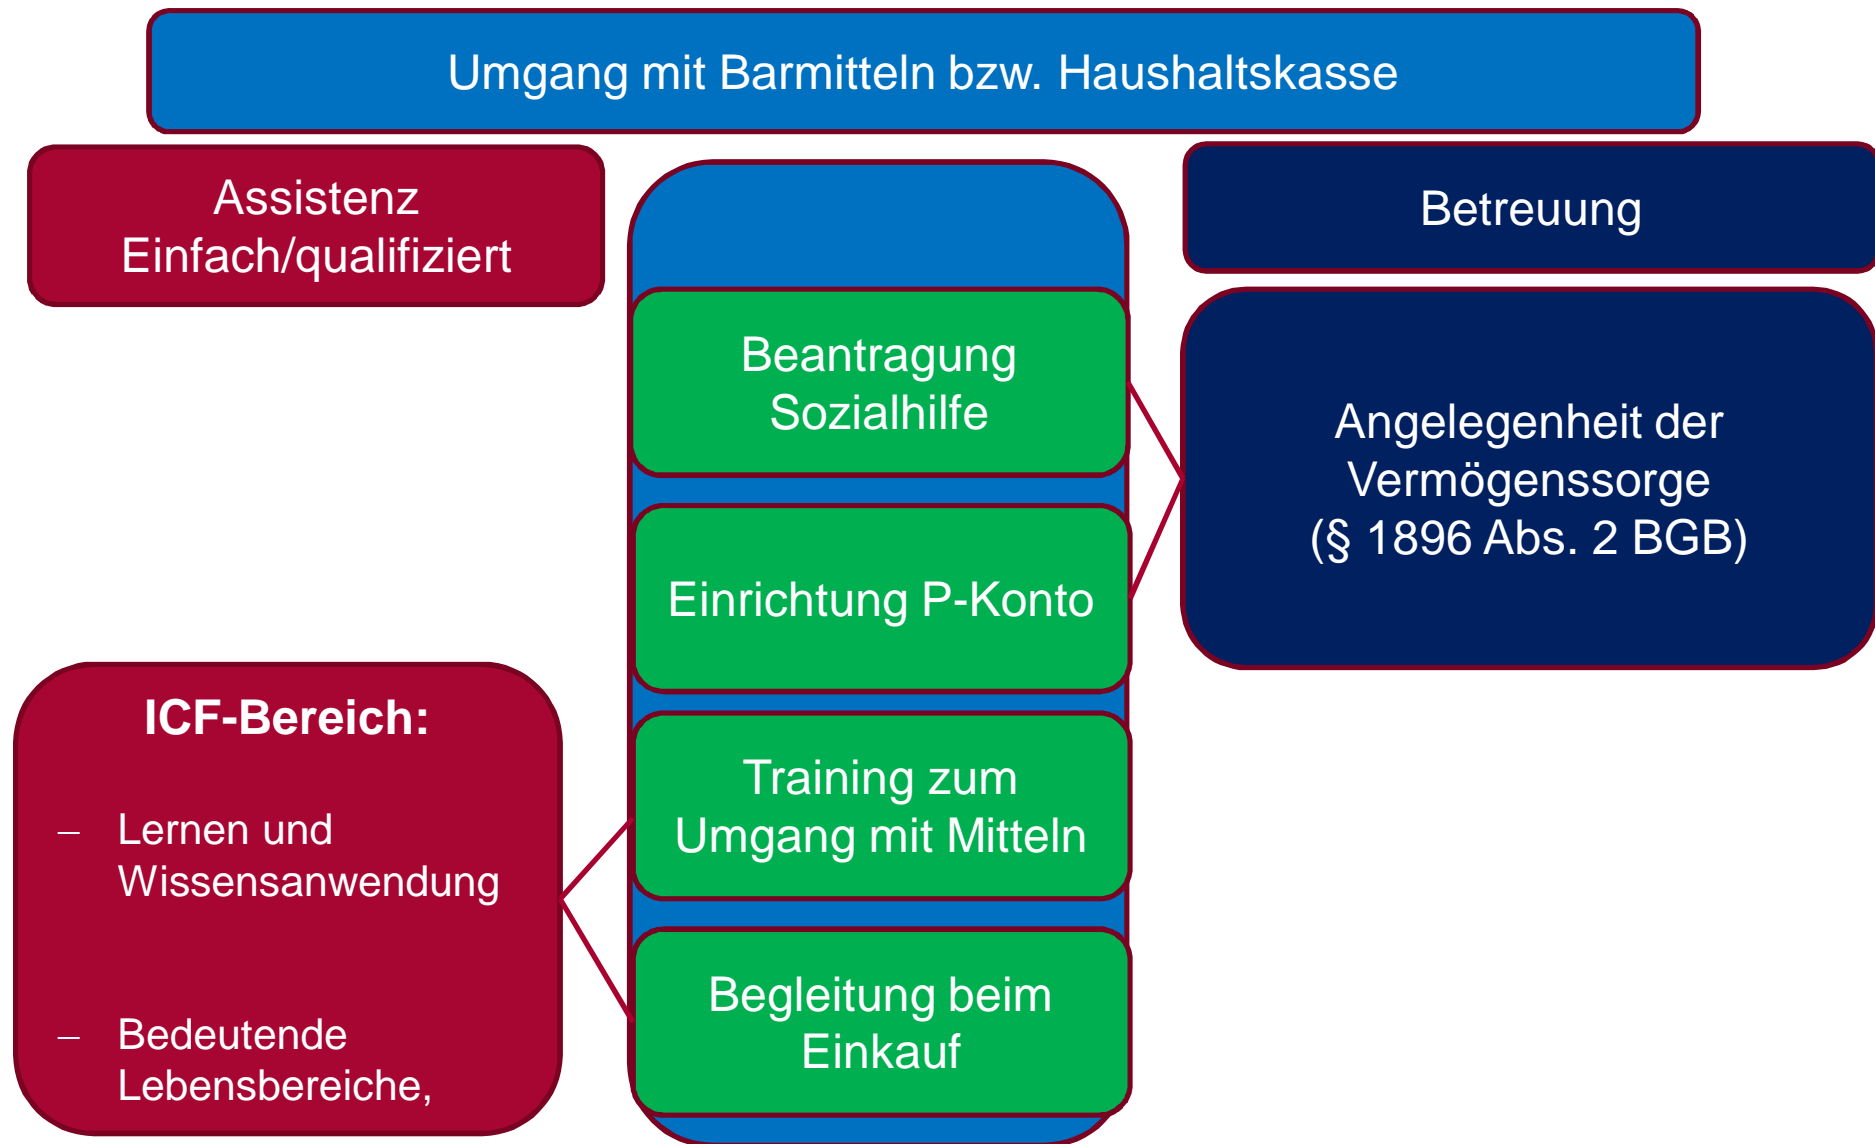 Umgang mit Barmitteln bzw. Haushaltskasse
Assistenz
Einfach/qualifiziert
Betreuung
Beantragung
Sozialhilfe
Angelegenheit der
Vermögenssorge
(§ 1896 Abs. 2 BGB)
Einrichtung P-Konto
ICF-Bereich:
– Lernen und
Wissensanwendung
– Bedeutende
Lebensbereiche,
Training zum
Umgang mit Mitteln
Begleitung beim
Einkauf